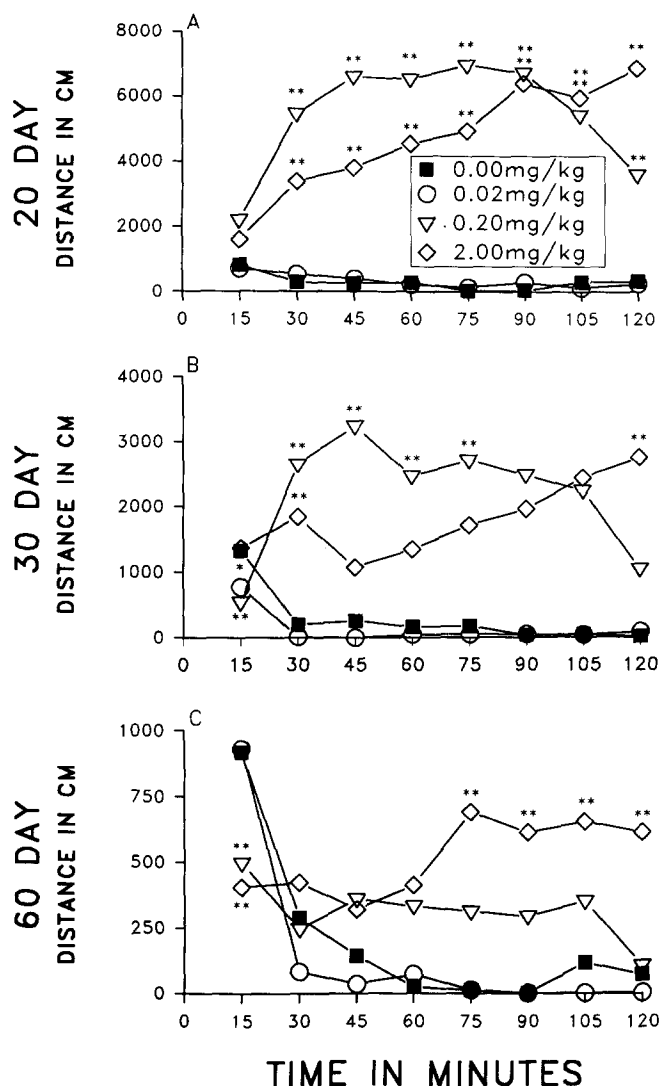 A
20 DAY
DISTANCE IN CM
8000
6000
4000
2000
0
** ** ** ** ** ** ** **
** **
** ** ** ** ** **
0.00mg/kg
0.02mg/kg
0.20mg/kg
2.00mg/kg
0 15 30 45 60 75 90 105 120
B
30 DAY
DISTANCE IN CM
4000
3000
2000
1000
0
** ** ** ** **
**
*
**
0 15 30 45 60 75 90 105 120
C
60 DAY
DISTANCE IN CM
1000
750
500
250
0
** ** ** **
**
**
0 15 30 45 60 75 90 105 120
TIME IN MINUTES